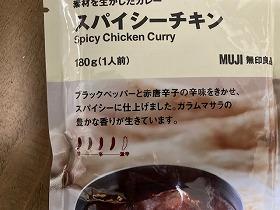 素材を生かしたカレー
スパイシーチキン
Spicy Chicken Curry
180g(1人前)
MUJI 無印良品
ブラックペッパーと赤唐辛子の辛味をきかせ、
スパイシーに仕上げました。ガラムマサラの
豊かな香りが生きています。